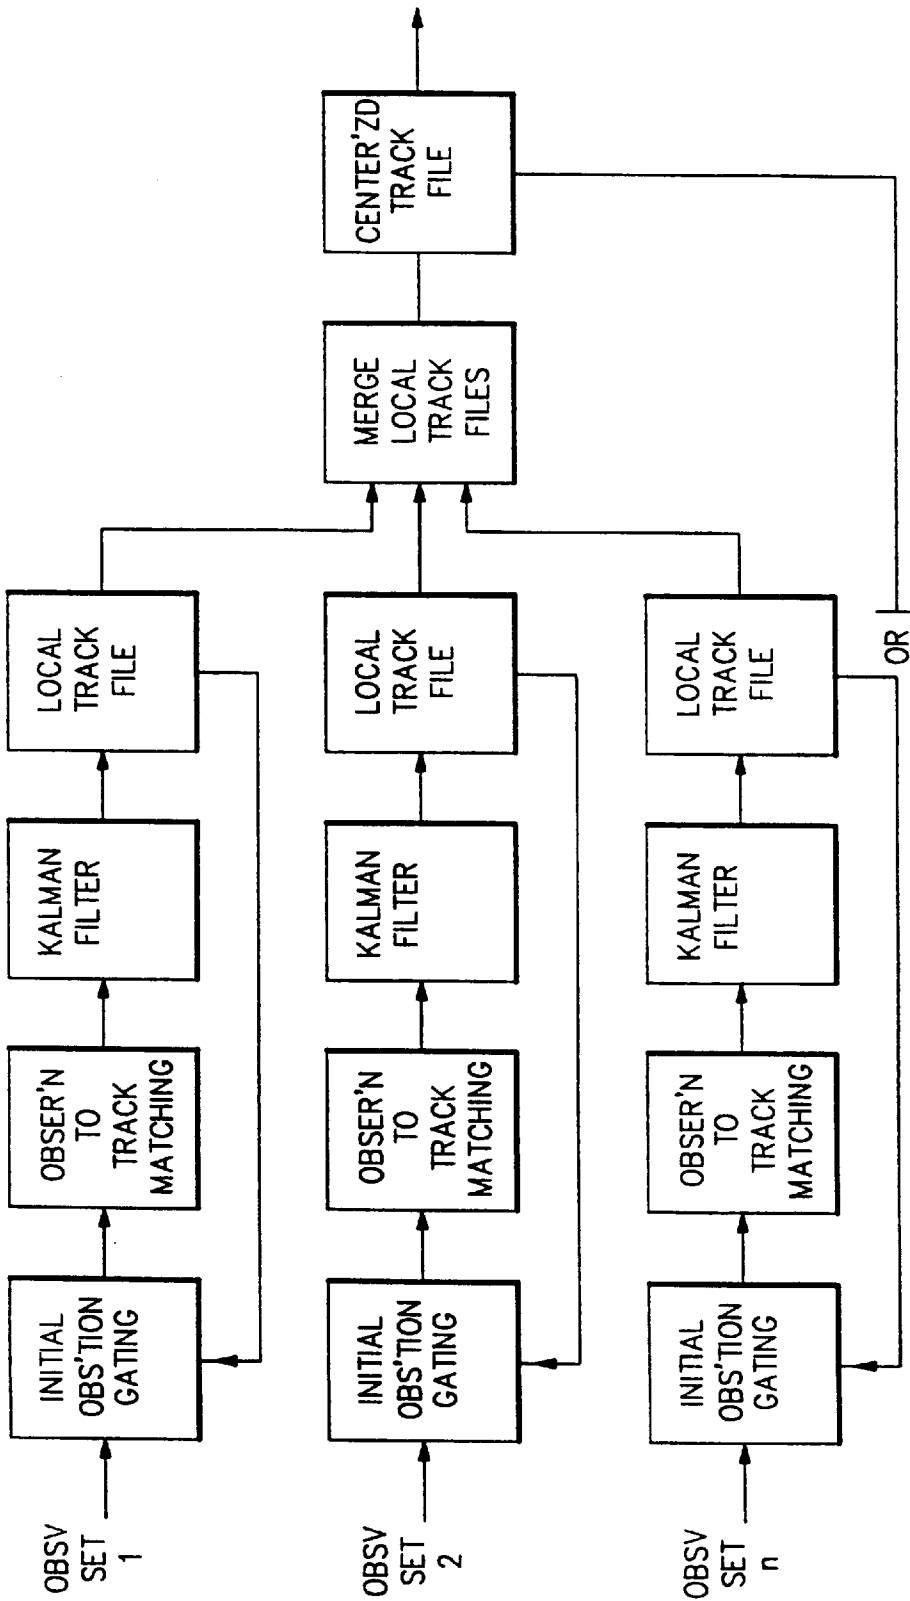 OBSV
SET
1
INITIAL
OBS'TION
GATING
OBSER'N
TO
TRACK
MATCHING
KALMAN
FILTER
LOCAL
TRACK
FILE
OBSV
SET
2
INITIAL
OBS'TION
GATING
OBSER'N
TO
TRACK
MATCHING
KALMAN
FILTER
LOCAL
TRACK
FILE
MERGE
LOCAL
TRACK
FILES
CENTER'ZD
TRACK
FILE
OBSV
SET
n
INITIAL
OBS'TION
GATING
OBSER'N
TO
TRACK
MATCHING
KALMAN
FILTER
LOCAL
TRACK
FILE
OR